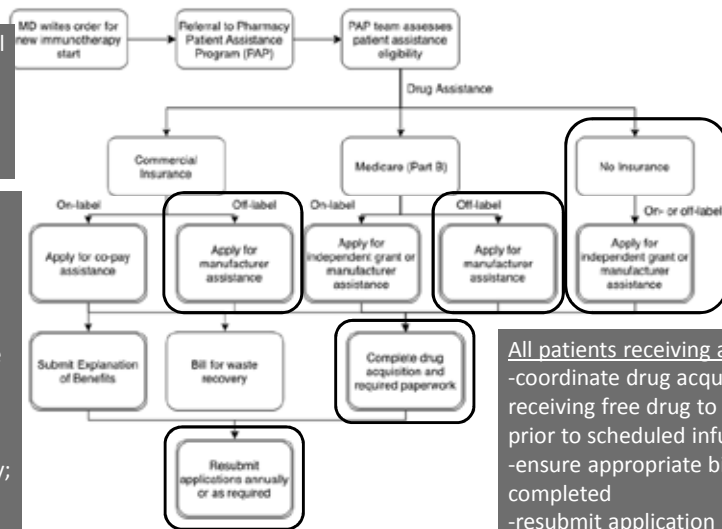 MD writes order for
new immunotherapy
start
Referral to Pharmacy
Patient Assistance
Program (PAP)
PAP team assesses
patient assistance
eligibility
Drug Assistance
Commercial
Insurance
Medicare (Part B)
No Insurance
On-label
Off-label
On-label
Off-label
On- or off-label
Apply for co-pay
assistance
Apply for
manufacturer
assistance
Apply for
independent grant or
manufacturer
assistance
Apply for
manufacturer
assistance
Apply for
independent grant or
manufacturer
assistance
Submit Explanation
of Benefits
Bill for waste
recovery
Complete drug
acquisition and
required paperwork
Resubmit
applications annually
or as required
All patients receiving
-coordinate drug
receiving free drug to
prior to scheduled
-ensure appropriate
completed
-resubmit application